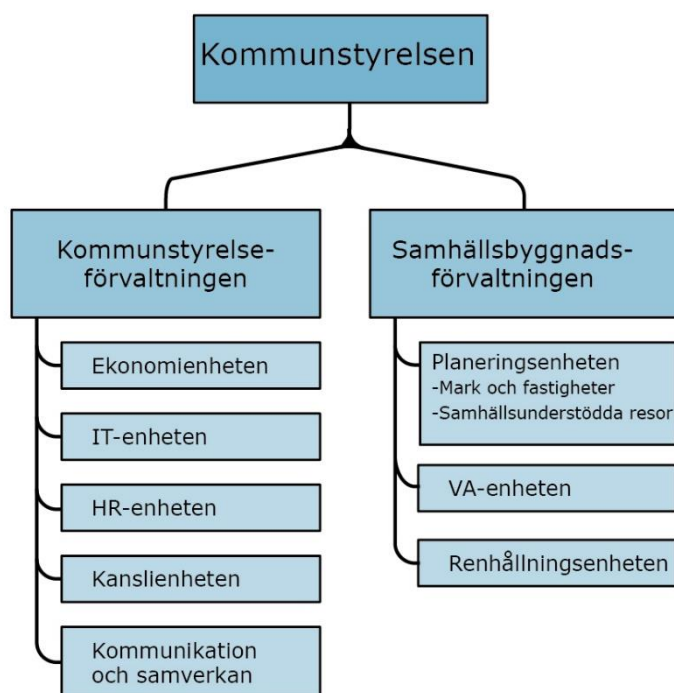 Kommunstyrelsen
Kommunstyrelse-
förvaltningen
Ekonomienheten
IT-enheten
HR-enheten
Kanslienheten
Kommunikation
och samverkan
Samhällsbyggnads-
förvaltningen
Planeringsenheten
-Mark och fastigheter
-Samhällsunderstödda resor
VA-enheten
Renhållningsenheten